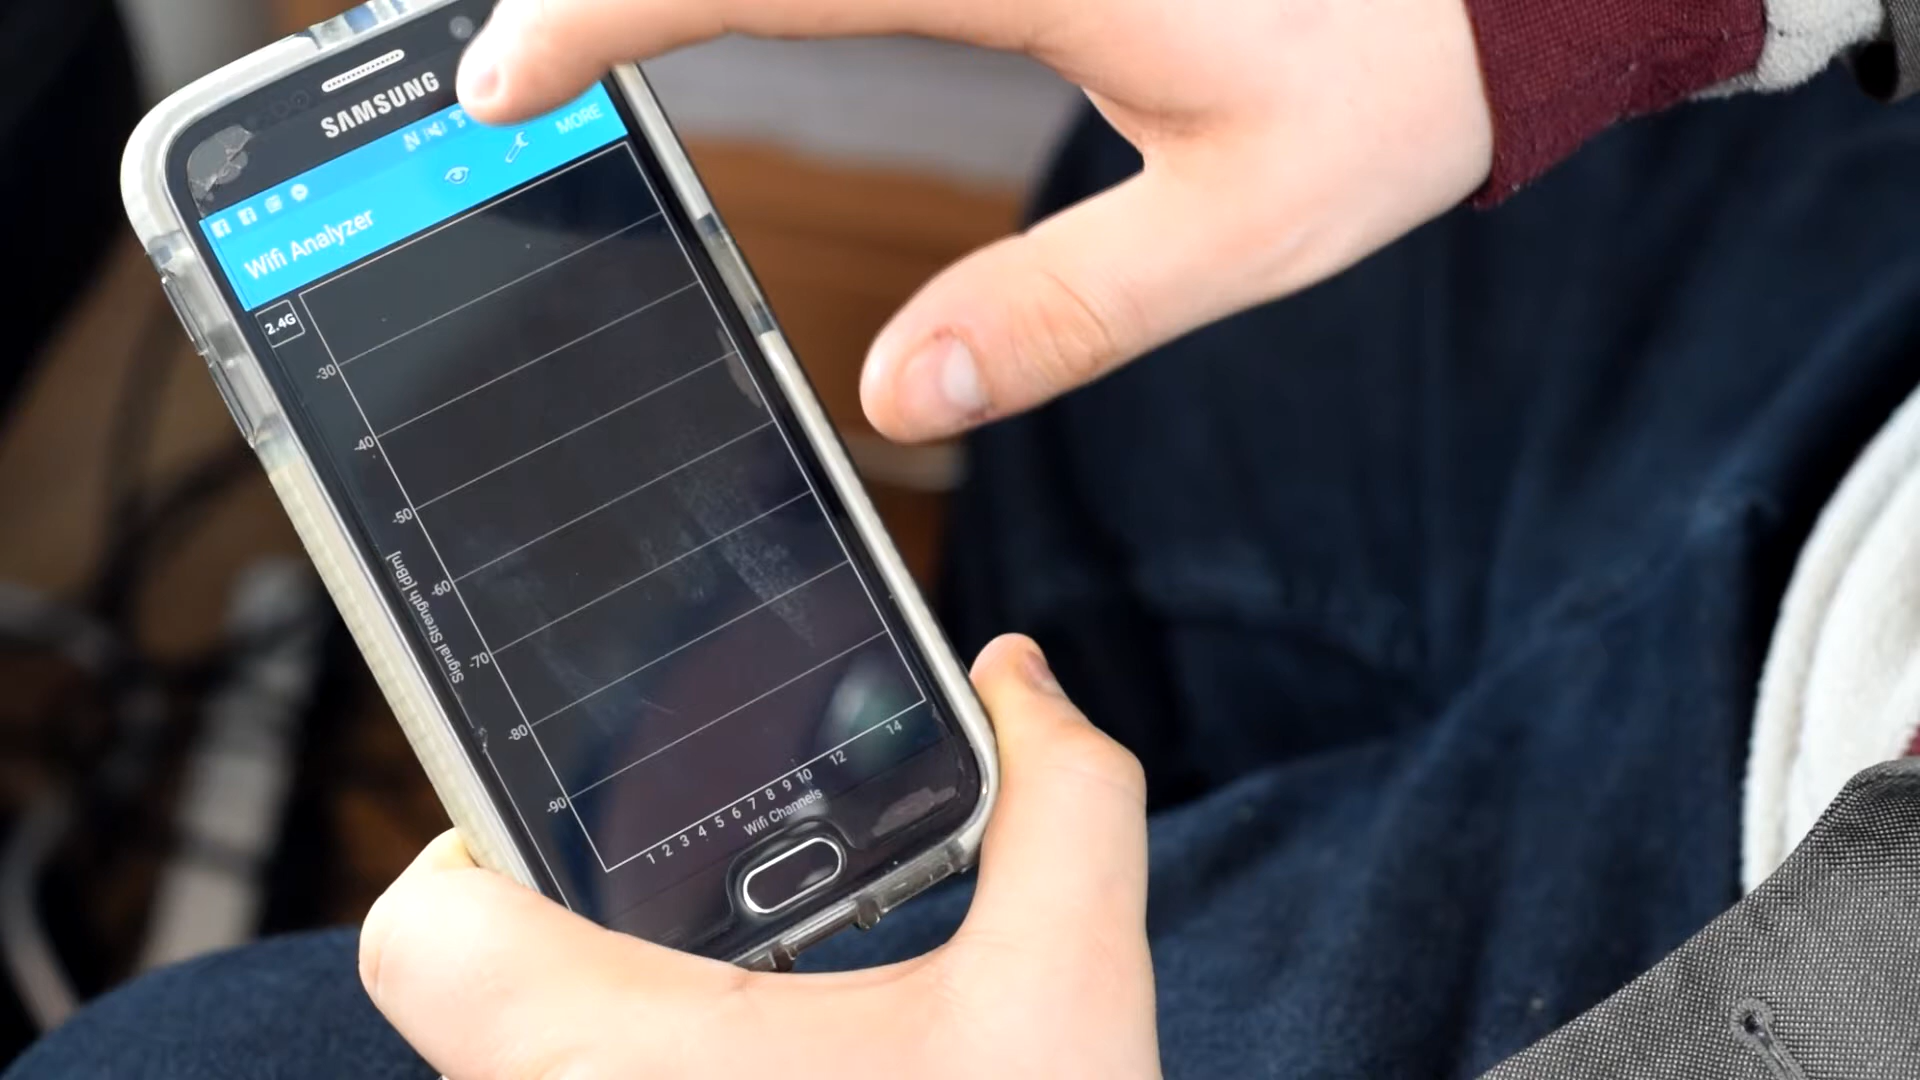 SAMSUNG
MORE
Wifi Analyzer
2.4G
-30
-40
-50
-60
-70
-80
-90
Signal Strength [dBm]
1 2 3 4 5 6 7 8 9 10 12 14
Wifi Channels